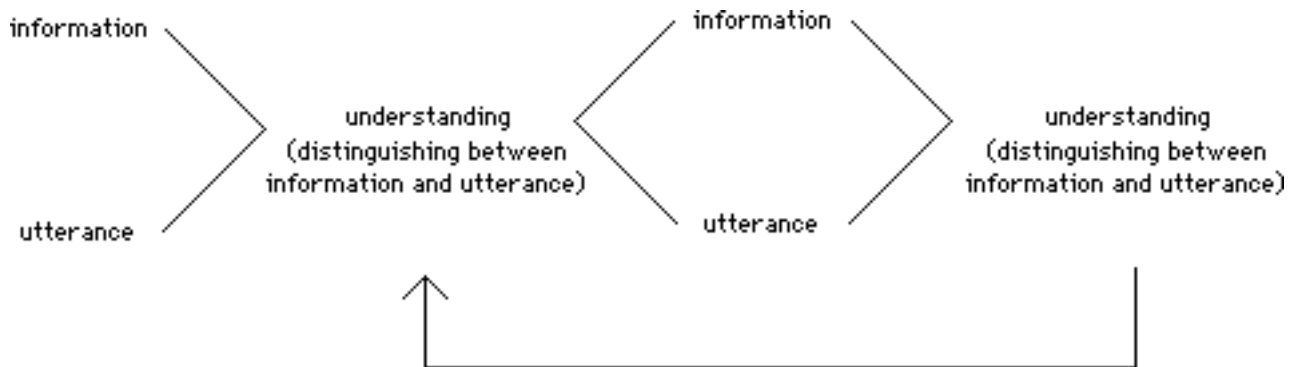 information
utterance
understanding
(distinguishing between
information and utterance)
information
utterance
understanding
(distinguishing between
information and utterance)